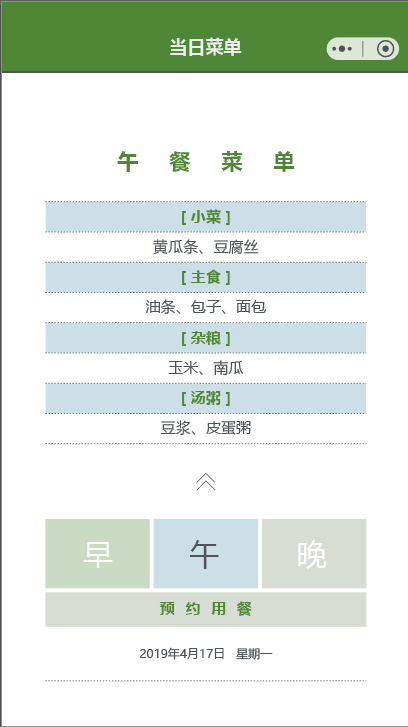 当日菜单
午餐菜单
[ 小菜 ]
黄瓜条、豆腐丝
[ 主食 ]
油条、包子、面包
[ 杂粮 ]
玉米、南瓜
[ 汤粥 ]
豆浆、皮蛋粥
早 午 晚
预约用餐
2019年4月17日 星期一